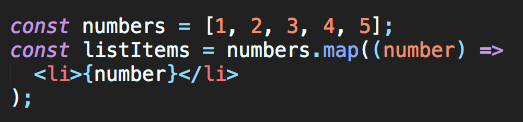 const numbers = [1, 2, 3, 4, 5];
const listItems = numbers.map((number) =>
  <li>{number}</li>
);